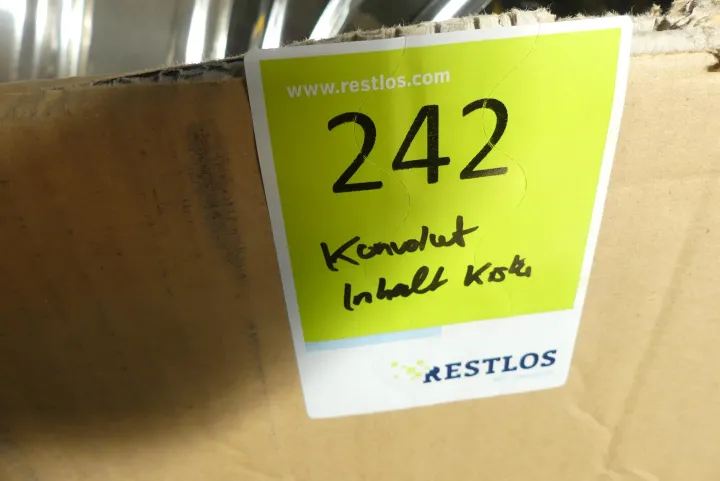 www.restlos.com
242
Konvolut
Inhalt Kiste
RESTLOS